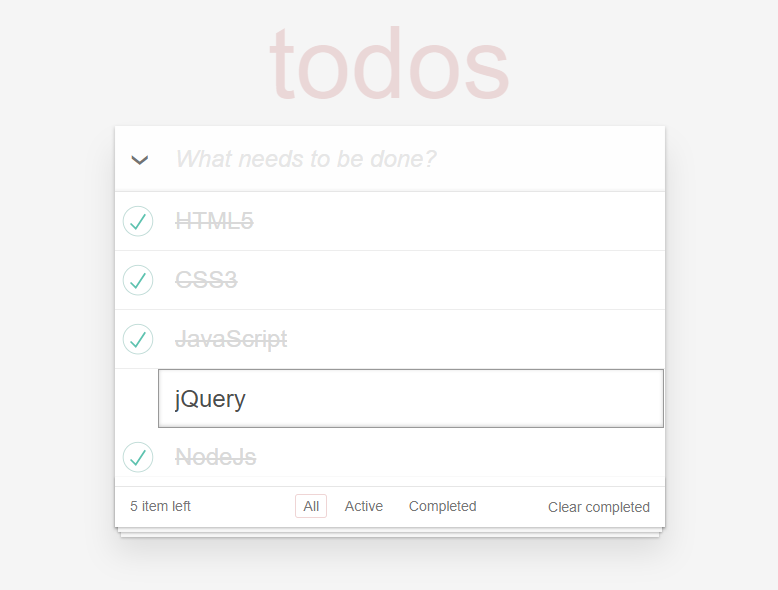 todos
What needs to be done?
HTML5
CSS3
JavaScript
jQuery
NodeJs
5 item left All Active Completed Clear completed